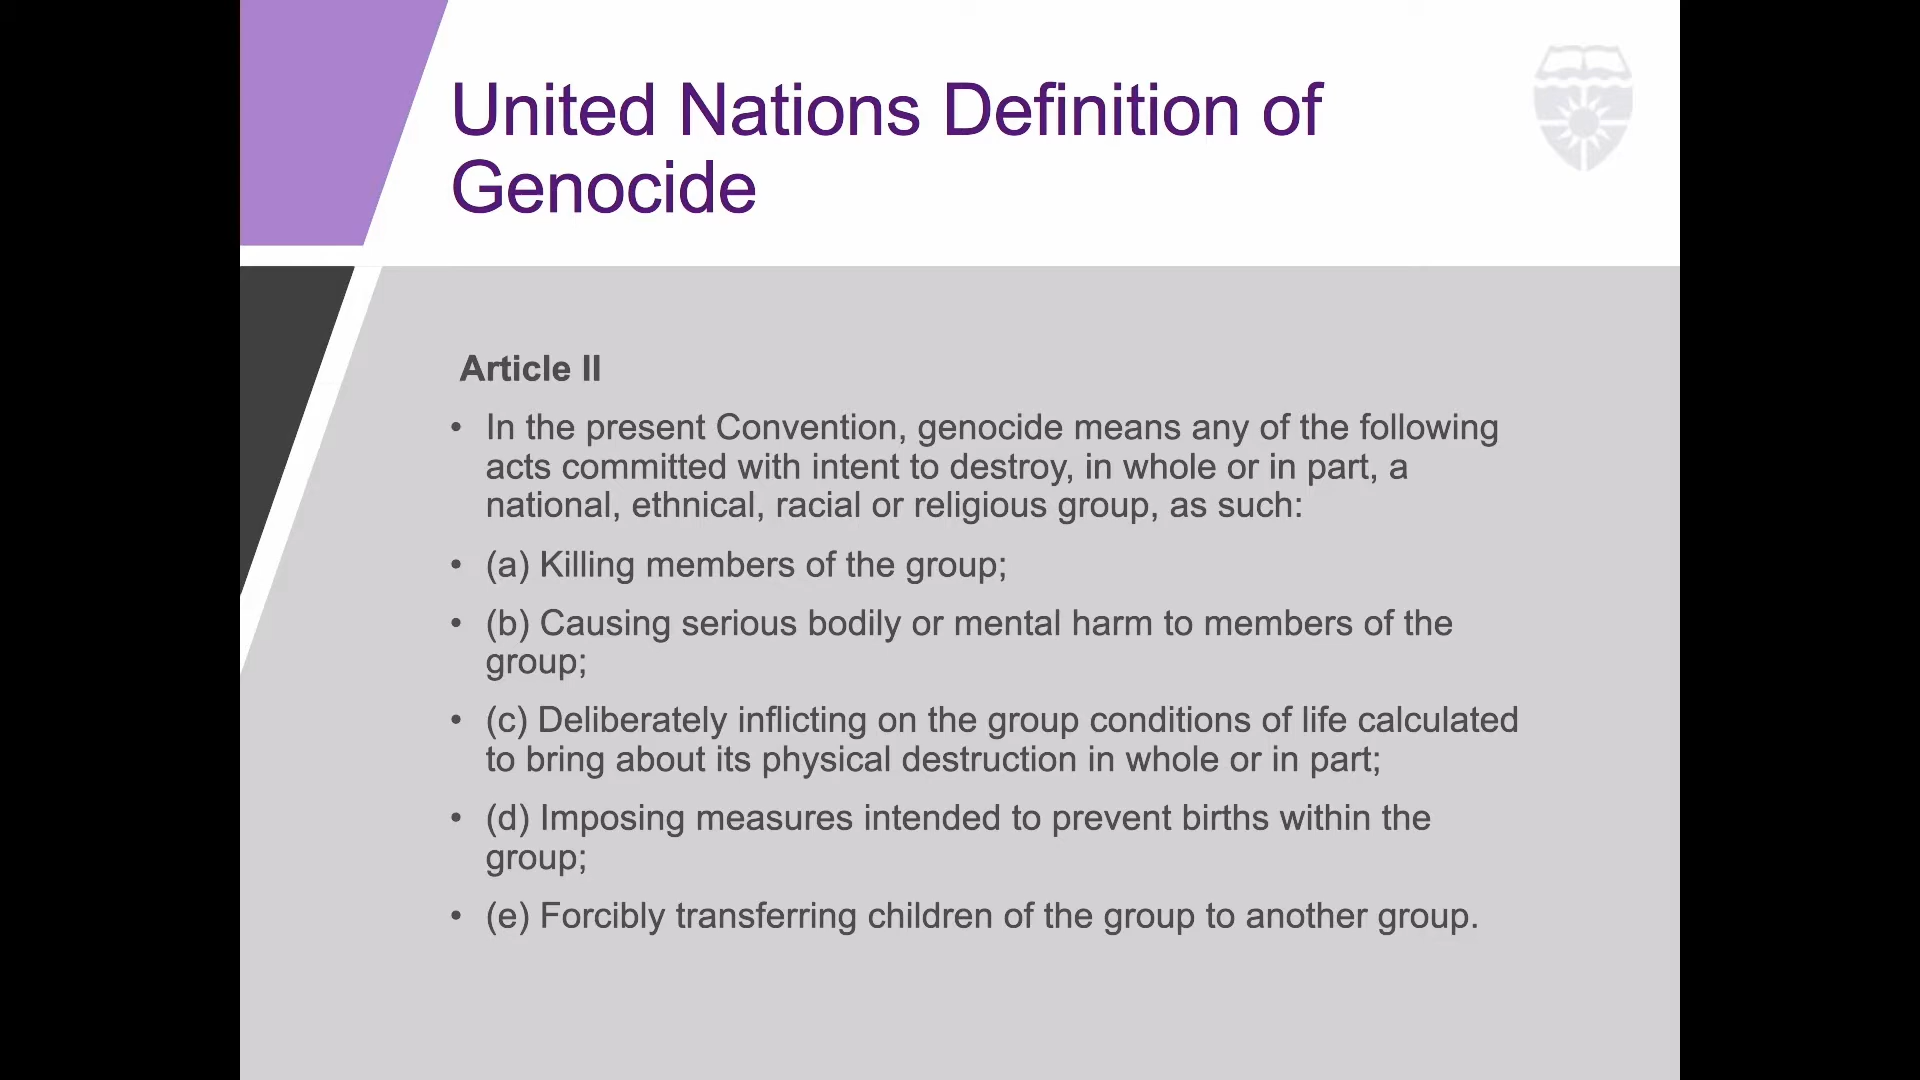 United Nations Definition of
Genocide
Article II
• In the present Convention, genocide means any of the following
acts committed with intent to destroy, in whole or in part, a
national, ethnical, racial or religious group, as such:
• (a) Killing members of the group;
• (b) Causing serious bodily or mental harm to members of the
group;
• (c) Deliberately inflicting on the group conditions of life calculated
to bring about its physical destruction in whole or in part;
• (d) Imposing measures intended to prevent births within the
group;
• (e) Forcibly transferring children of the group to another group.